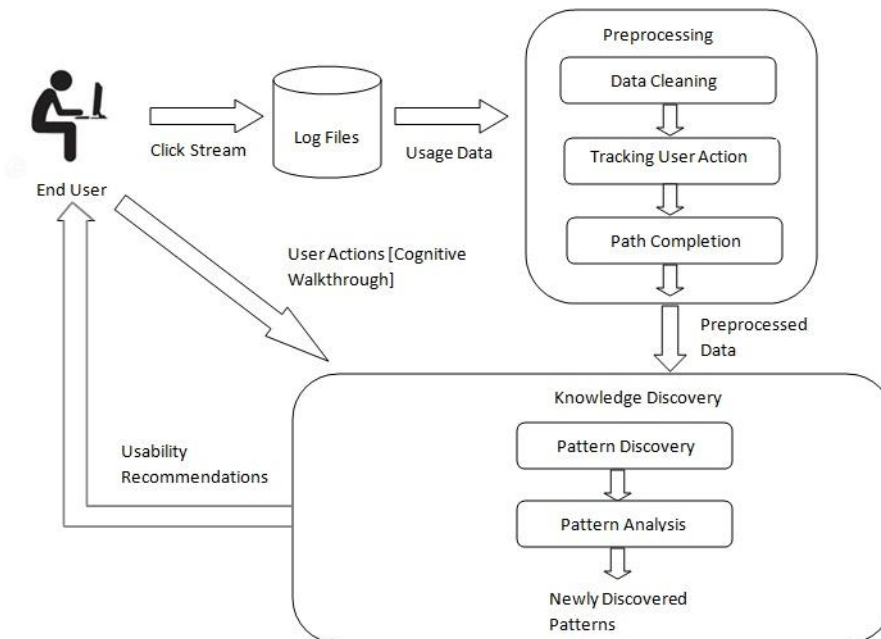 Preprocessing
Data Cleaning
Tracking User Action
Path Completion
Click Stream
Log Files
Usage Data
End User
User Actions [Cognitive
Walkthrough]
Preprocessed
Data
Knowledge Discovery
Pattern Discovery
Pattern Analysis
Newly Discovered
Patterns
Usability
Recommendations